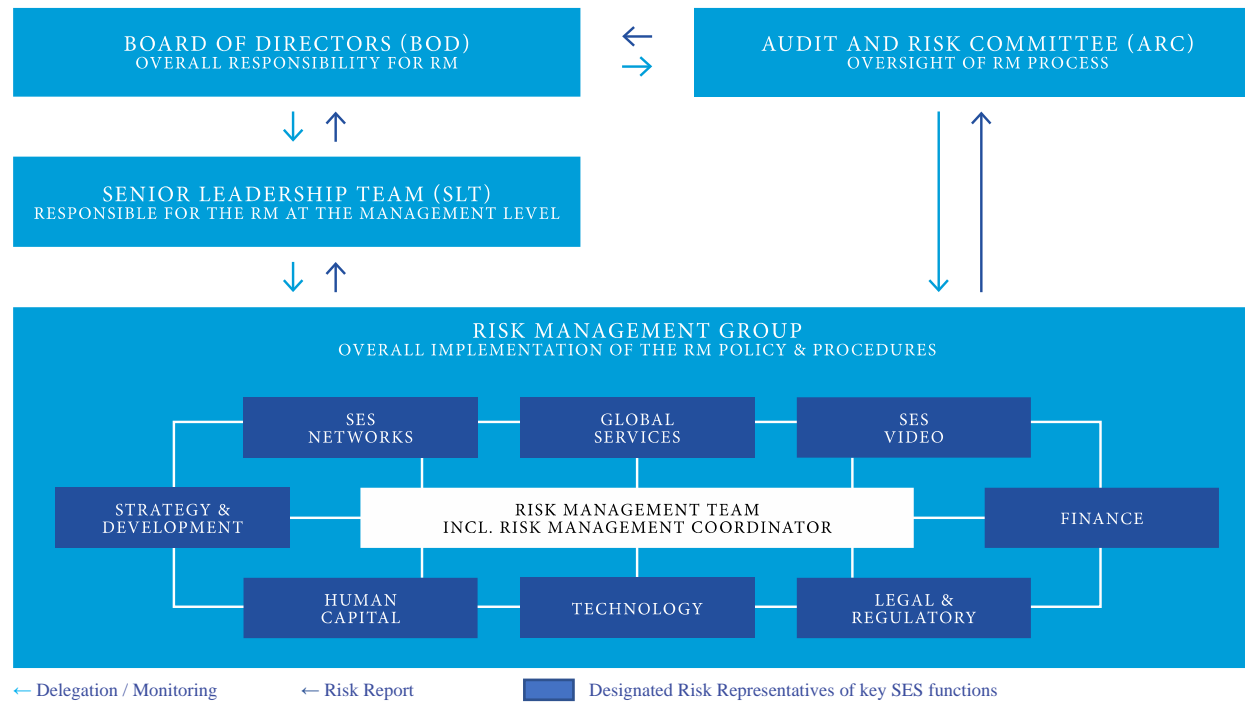 BOARD OF DIRECTORS (BOD)
OVERALL RESPONSIBILITY FOR RM
AUDIT AND RISK COMMITTEE (ARC)
OVERSIGHT OF RM PROCESS
SENIOR LEADERSHIP TEAM (SLT)
RESPONSIBLE FOR THE RM AT THE MANAGEMENT LEVEL
RISK MANAGEMENT GROUP
OVERALL IMPLEMENTATION OF THE RM POLICY & PROCEDURES
SES
NETWORKS
GLOBAL
SERVICES
SES
VIDEO
STRATEGY &
DEVELOPMENT
RISK MANAGEMENT TEAM
INCL. RISK MANAGEMENT COORDINATOR
FINANCE
HUMAN
CAPITAL
TECHNOLOGY
LEGAL &
REGULATORY
← Delegation / Monitoring
← Risk Report
Designated Risk Representatives of key SES functions